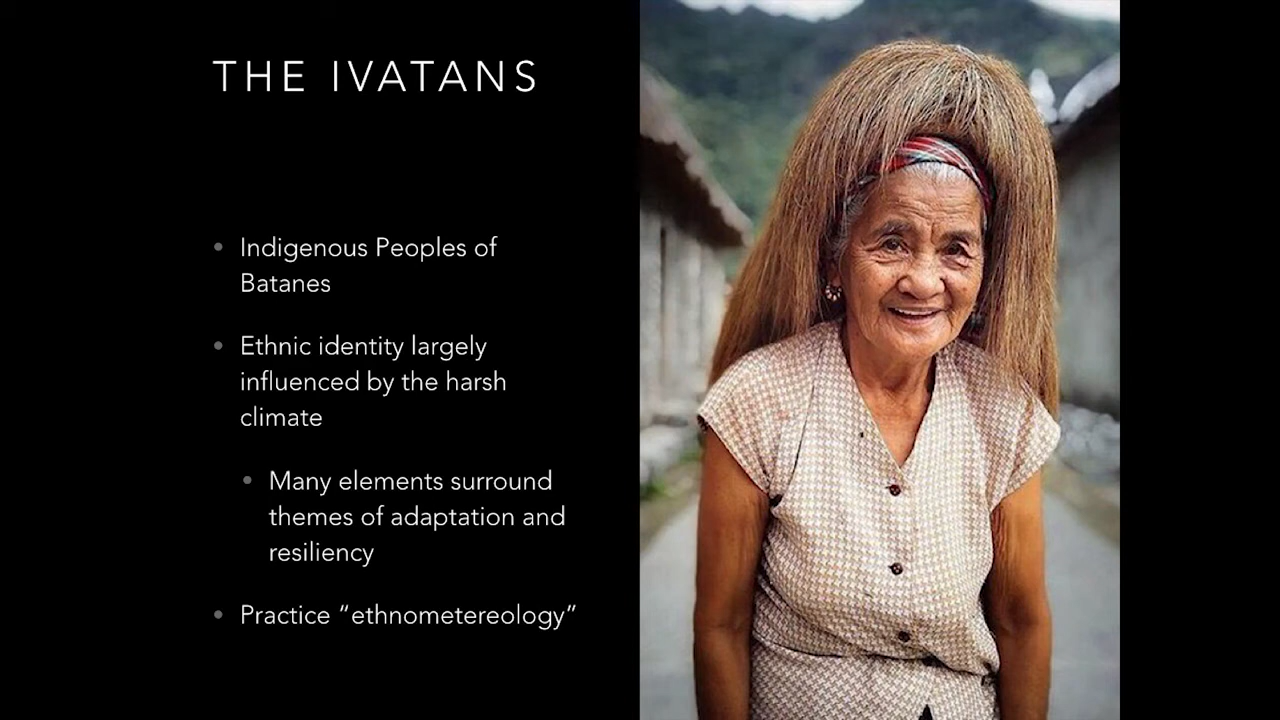 THE IVATANS
• Indigenous Peoples of
Batanes
• Ethnic identity largely
influenced by the harsh
climate
• Many elements surround
themes of adaptation and
resiliency
• Practice “ethnometereology”